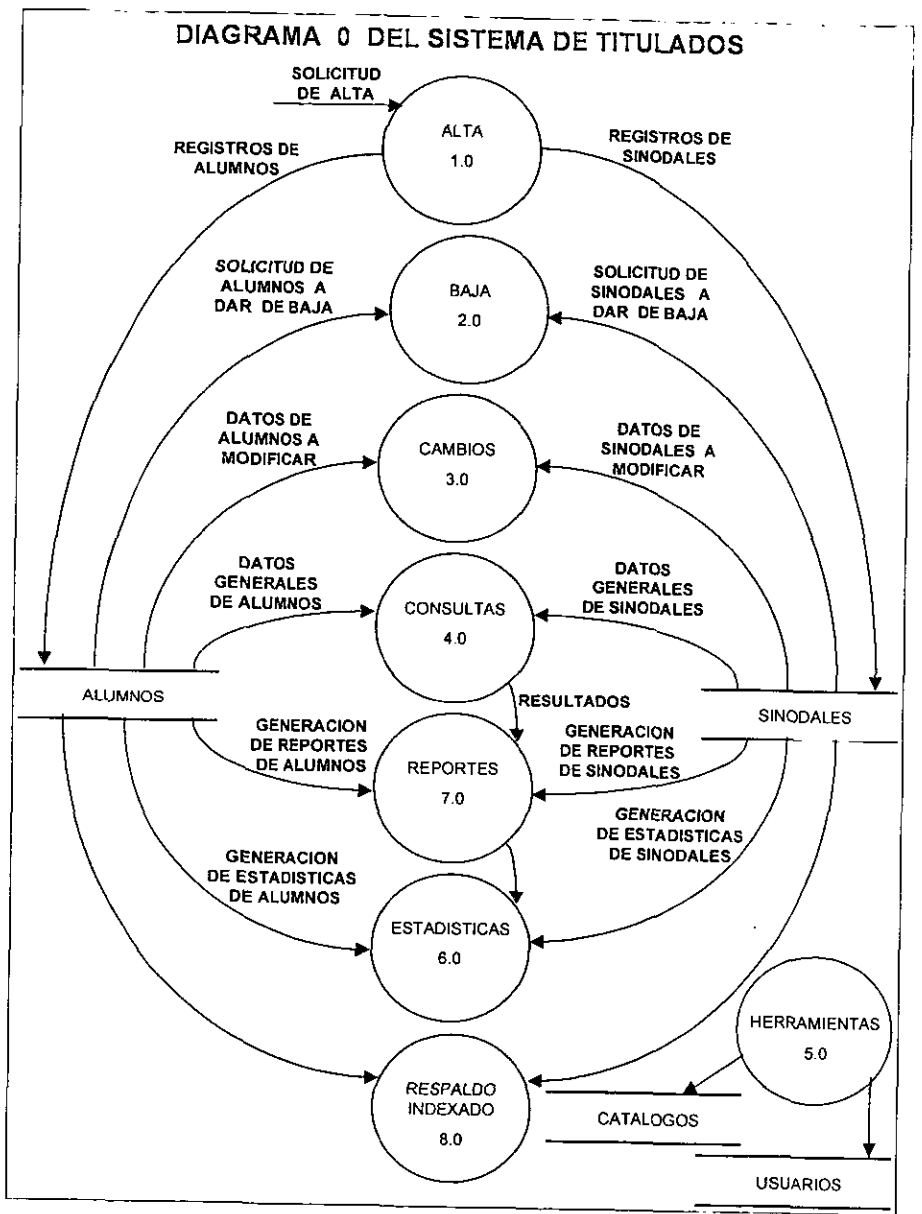 DIAGRAMA 0 DEL SISTEMA DE TITULADOS
SOLICITUD
DE ALTA
ALTA
1.0
REGISTROS DE
ALUMNOS
REGISTROS DE
SINODALES
SOLICITUD DE
ALUMNOS A
DAR DE BAJA
BAJA
2.0
SOLICITUD DE
SINODALES A
DAR DE BAJA
DATOS DE
ALUMNOS A
MODIFICAR
CAMBIOS
3.0
DATOS DE
SINODALES A
MODIFICAR
DATOS
GENERALES
DE ALUMNOS
CONSULTAS
4.0
DATOS
GENERALES
DE SINODALES
ALUMNOS
RESULTADOS
SINODALES
GENERACION
DE REPORTES
DE ALUMNOS
REPORTES
7.0
GENERACION
DE REPORTES
DE SINODALES
GENERACION
DE ESTADISTICAS
DE ALUMNOS
GENERACION
DE ESTADISTICAS
DE SINODALES
ESTADISTICAS
6.0
HERRAMIENTAS
5.0
RESPALDO
INDEXADO
8.0
CATALOGOS
USUARIOS